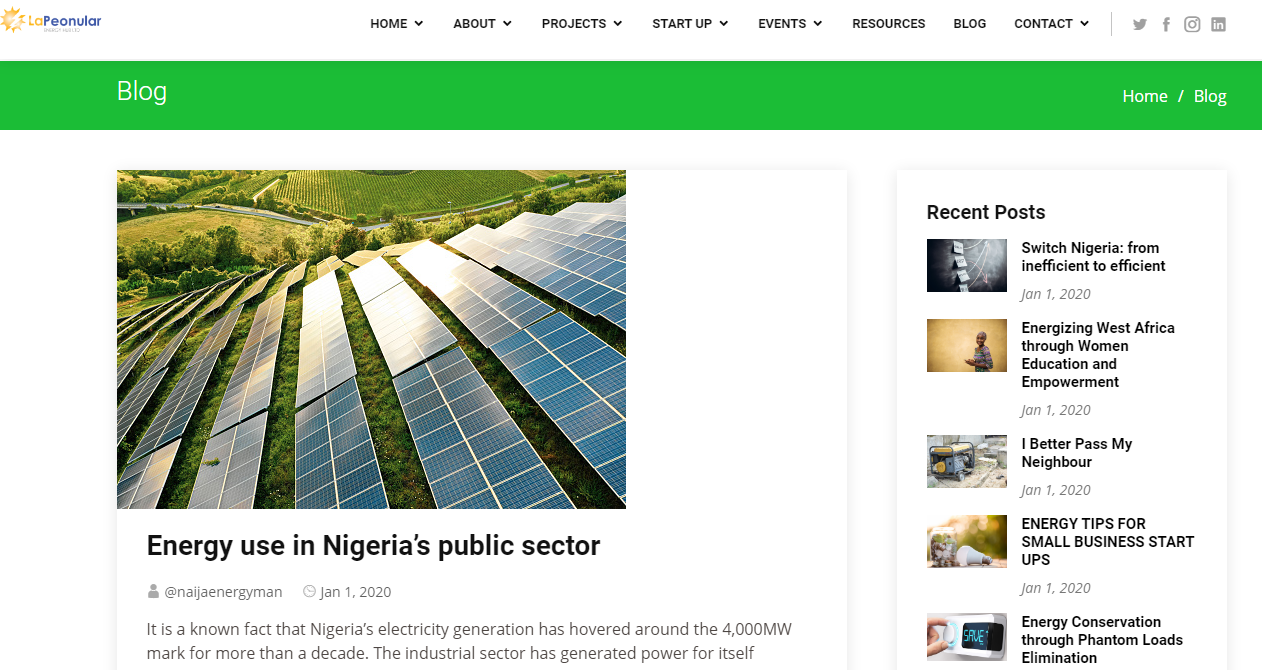 LaPeonular
ENERGY HUB LTD
HOME
ABOUT
PROJECTS
START UP
EVENTS
RESOURCES
BLOG
CONTACT
Blog
Home / Blog
Energy use in Nigeria’s public sector
@naijaenergyman
Jan 1, 2020
It is a known fact that Nigeria’s electricity generation has hovered around the 4,000MW
mark for more than a decade. The industrial sector has generated power for itself
Recent Posts
Switch Nigeria: from
inefficient to efficient
Jan 1, 2020
Energizing West Africa
through Women
Education and
Empowerment
Jan 1, 2020
I Better Pass My
Neighbour
Jan 1, 2020
ENERGY TIPS FOR
SMALL BUSINESS START
UPS
Jan 1, 2020
SAVE
Energy Conservation
through Phantom Loads
Elimination